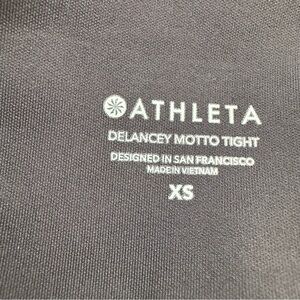 ATHLETA
DELANCEY MOTTO TIGHT
DESIGNED IN SAN FRANCISCO
MADE IN VIETNAM
XS